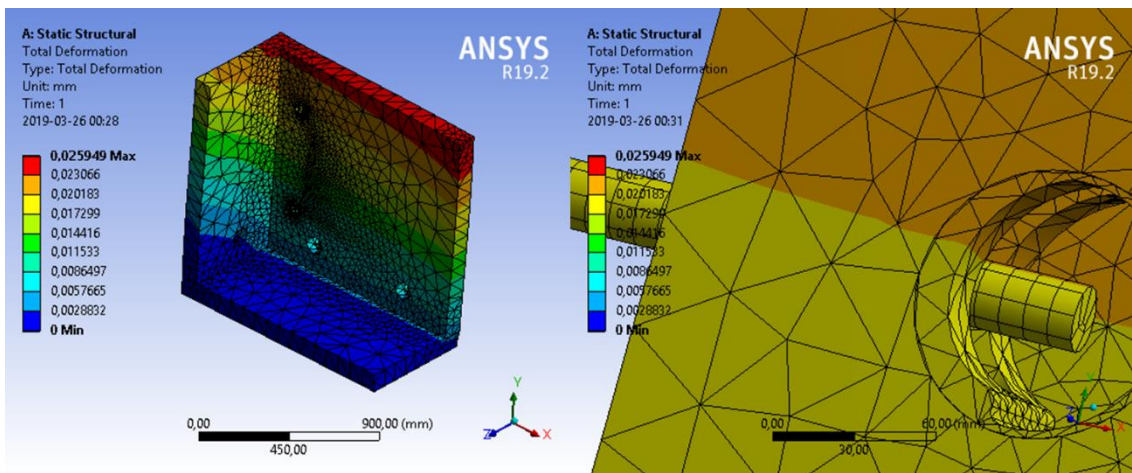 A: Static Structural
Total Deformation
Type: Total Deformation
Unit: mm
Time: 1
2019-03-26 00:28
ANSYS
R19.2
0,025949 Max
0,023066
0,020183
0,017299
0,014416
0,011533
0,0086497
0,0057665
0,0028832
0 Min
0,00
900,00 (mm)
450,00
Y
Z
X
A: Static Structural
Total Deformation
Type: Total Deformation
Unit: mm
Time: 1
2019-03-26 00:31
ANSYS
R19.2
0,025949 Max
0,023066
0,020183
0,017299
0,014416
0,011533
0,0086497
0,0057665
0,0028832
0 Min
0,00
60,00 (mm)
30,00
Y
Z
X